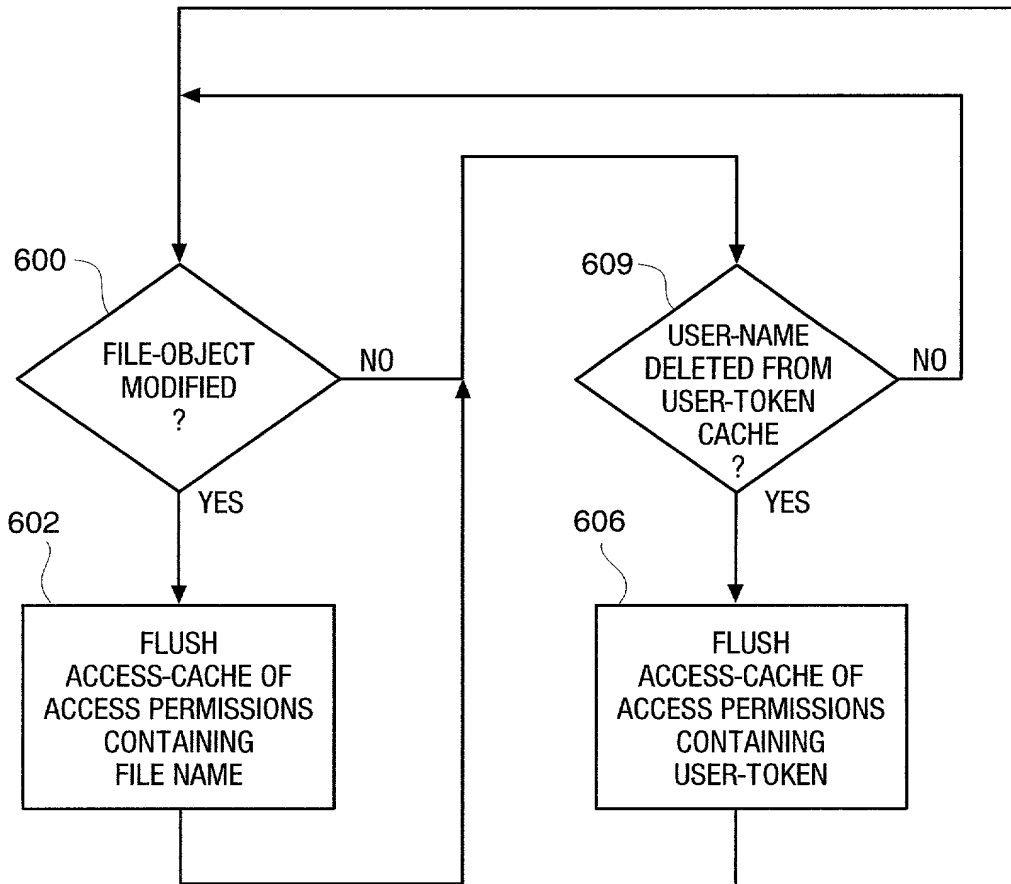 600
FILE-OBJECT
MODIFIED
?
NO
YES
602
FLUSH
ACCESS-CACHE OF
ACCESS PERMISSIONS
CONTAINING
FILE NAME
609
USER-NAME
DELETED FROM
USER-TOKEN
CACHE
?
NO
YES
606
FLUSH
ACCESS-CACHE OF
ACCESS PERMISSIONS
CONTAINING
USER-TOKEN